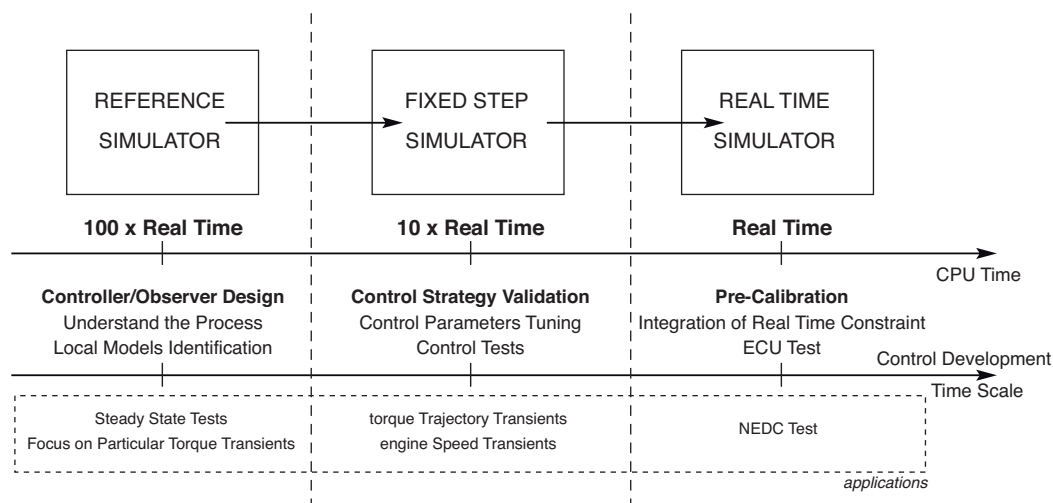 REFERENCE
SIMULATOR
FIXED STEP
SIMULATOR
REAL TIME
SIMULATOR
100 x Real Time
10 x Real Time
Real Time
CPU Time
Controller/Observer Design
Understand the Process
Local Models Identification
Control Strategy Validation
Control Parameters Tuning
Control Tests
Pre-Calibration
Integration of Real Time Constraint
ECU Test
Control Development
Time Scale
Steady State Tests
Focus on Particular Torque Transients
torque Trajectory Transients
engine Speed Transients
NEDC Test
applications